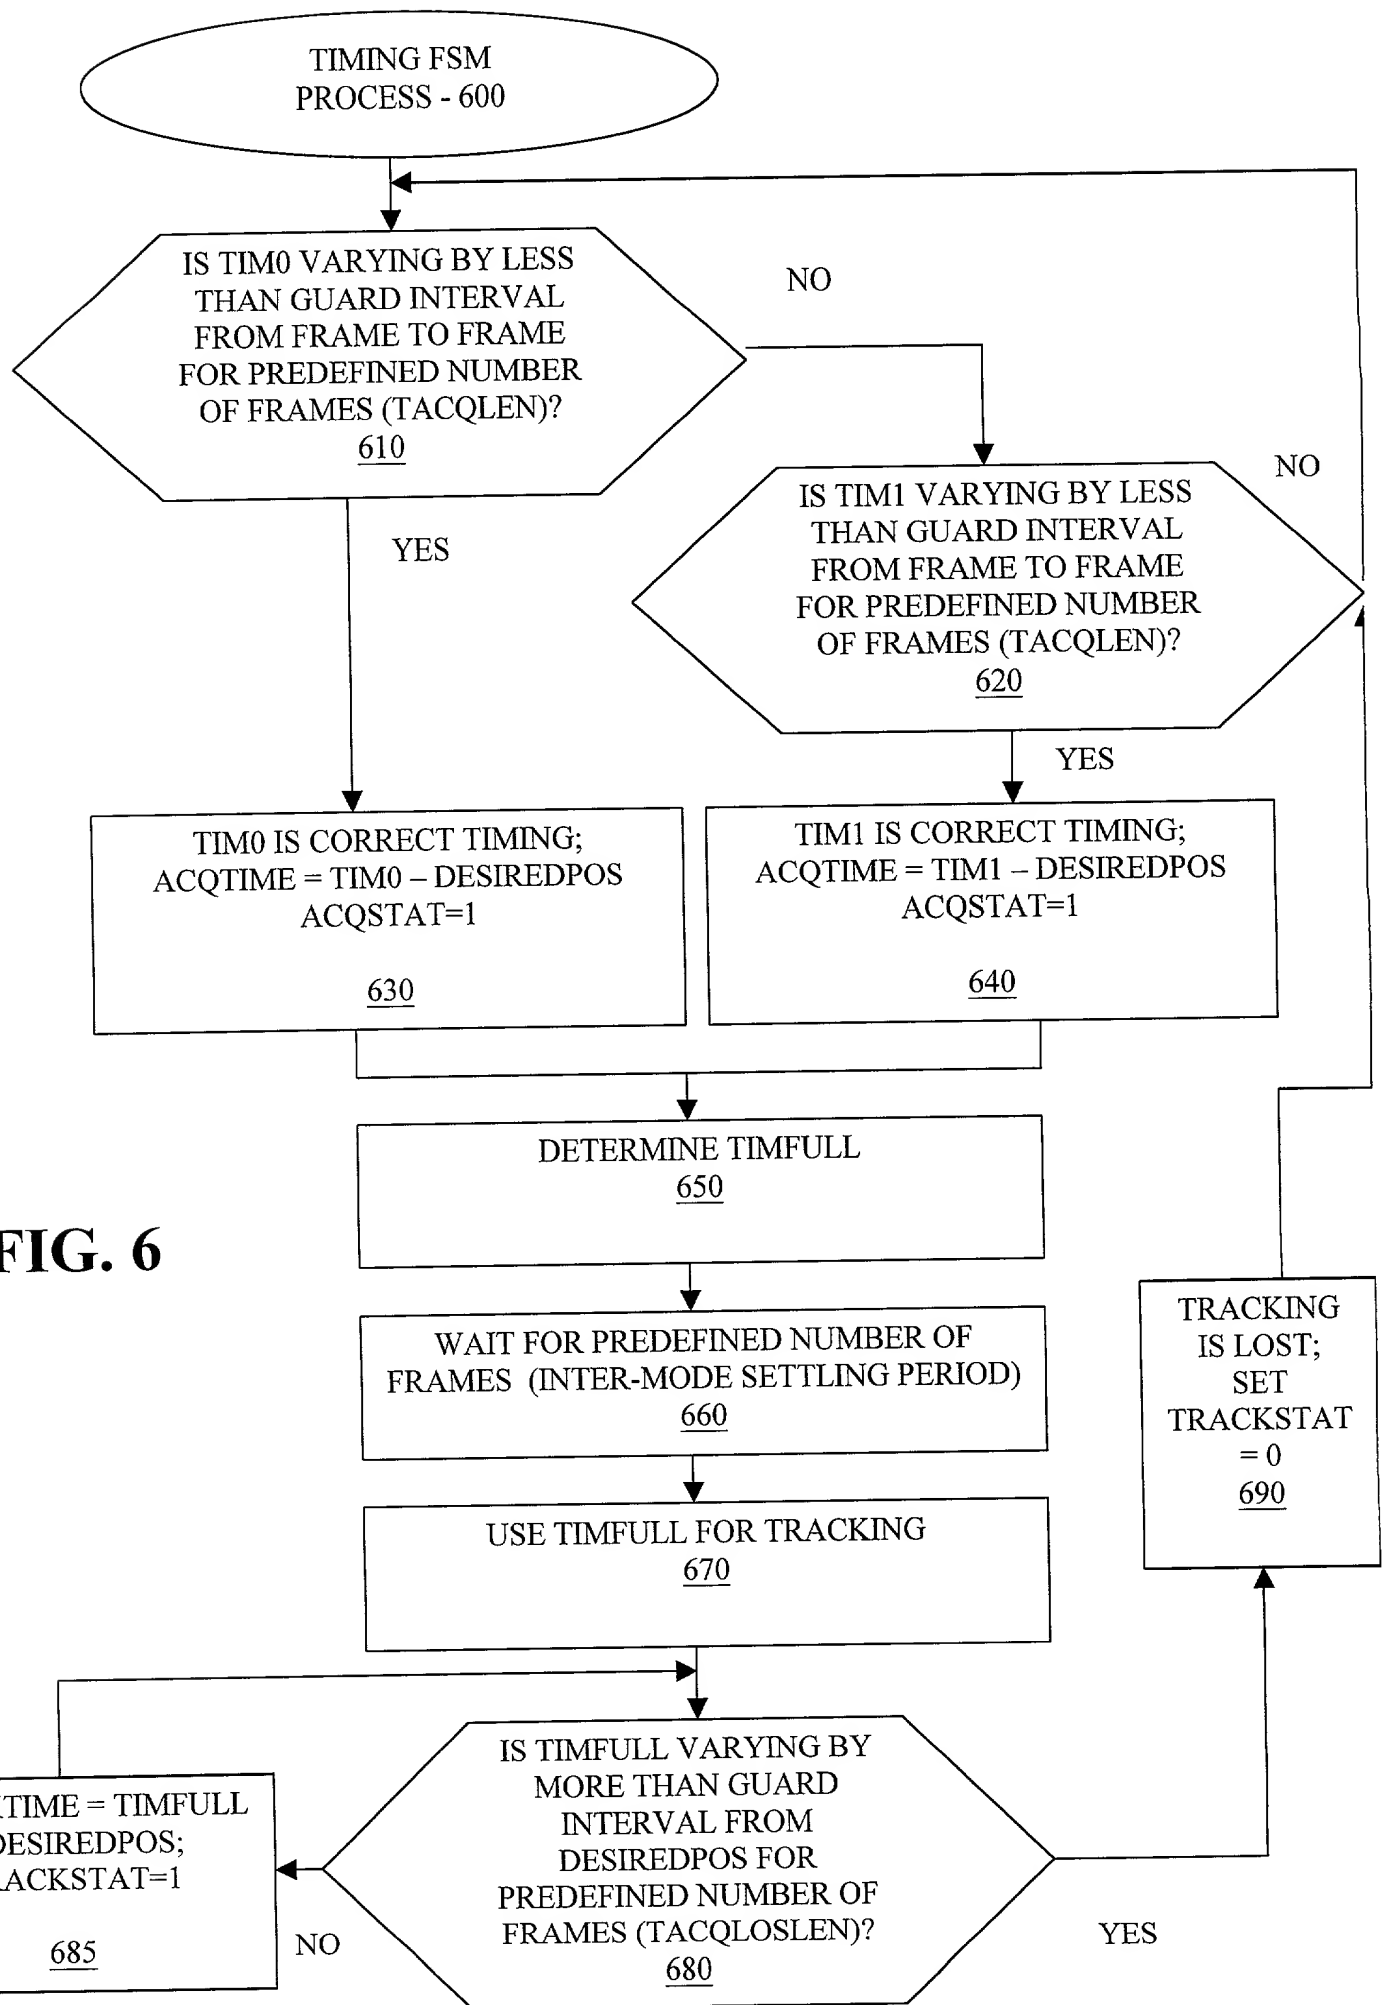 TIMING FSM
PROCESS - 600
IS TIM0 VARYING BY LESS
THAN GUARD INTERVAL
FROM FRAME TO FRAME
FOR PREDEFINED NUMBER
OF FRAMES (TACQLEN)?
610
NO
YES
IS TIM1 VARYING BY LESS
THAN GUARD INTERVAL
FROM FRAME TO FRAME
FOR PREDEFINED NUMBER
OF FRAMES (TACQLEN)?
620
NO
YES
TIM0 IS CORRECT TIMING;
ACQTIME = TIM0 – DESIREDPOS
ACQSTAT=1
630
TIM1 IS CORRECT TIMING;
ACQTIME = TIM1 – DESIREDPOS
ACQSTAT=1
640
DETERMINE TIMFULL
650
FIG. 6
WAIT FOR PREDEFINED NUMBER OF
FRAMES (INTER-MODE SETTLING PERIOD)
660
TRACKING
IS LOST;
SET
TRACKSTAT
= 0
690
USE TIMFULL FOR TRACKING
670
IS TIMFULL VARYING BY
MORE THAN GUARD
INTERVAL FROM
DESIREDPOS FOR
PREDEFINED NUMBER OF
FRAMES (TACQLOSLEN)?
680
= TIMFULL
DESIREDPOS;
685
NO
YES